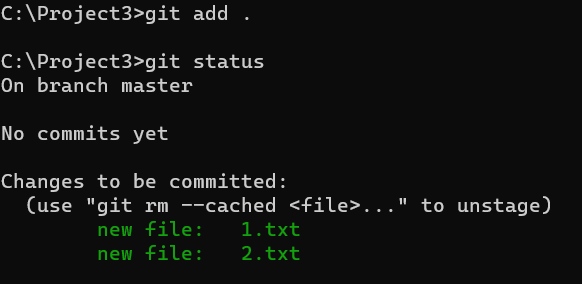 C:\Project3>git add .
C:\Project3>git status
On branch master
No commits yet
Changes to be committed:
  (use "git rm --cached <file>..." to unstage)
        new file:   1.txt
        new file:   2.txt